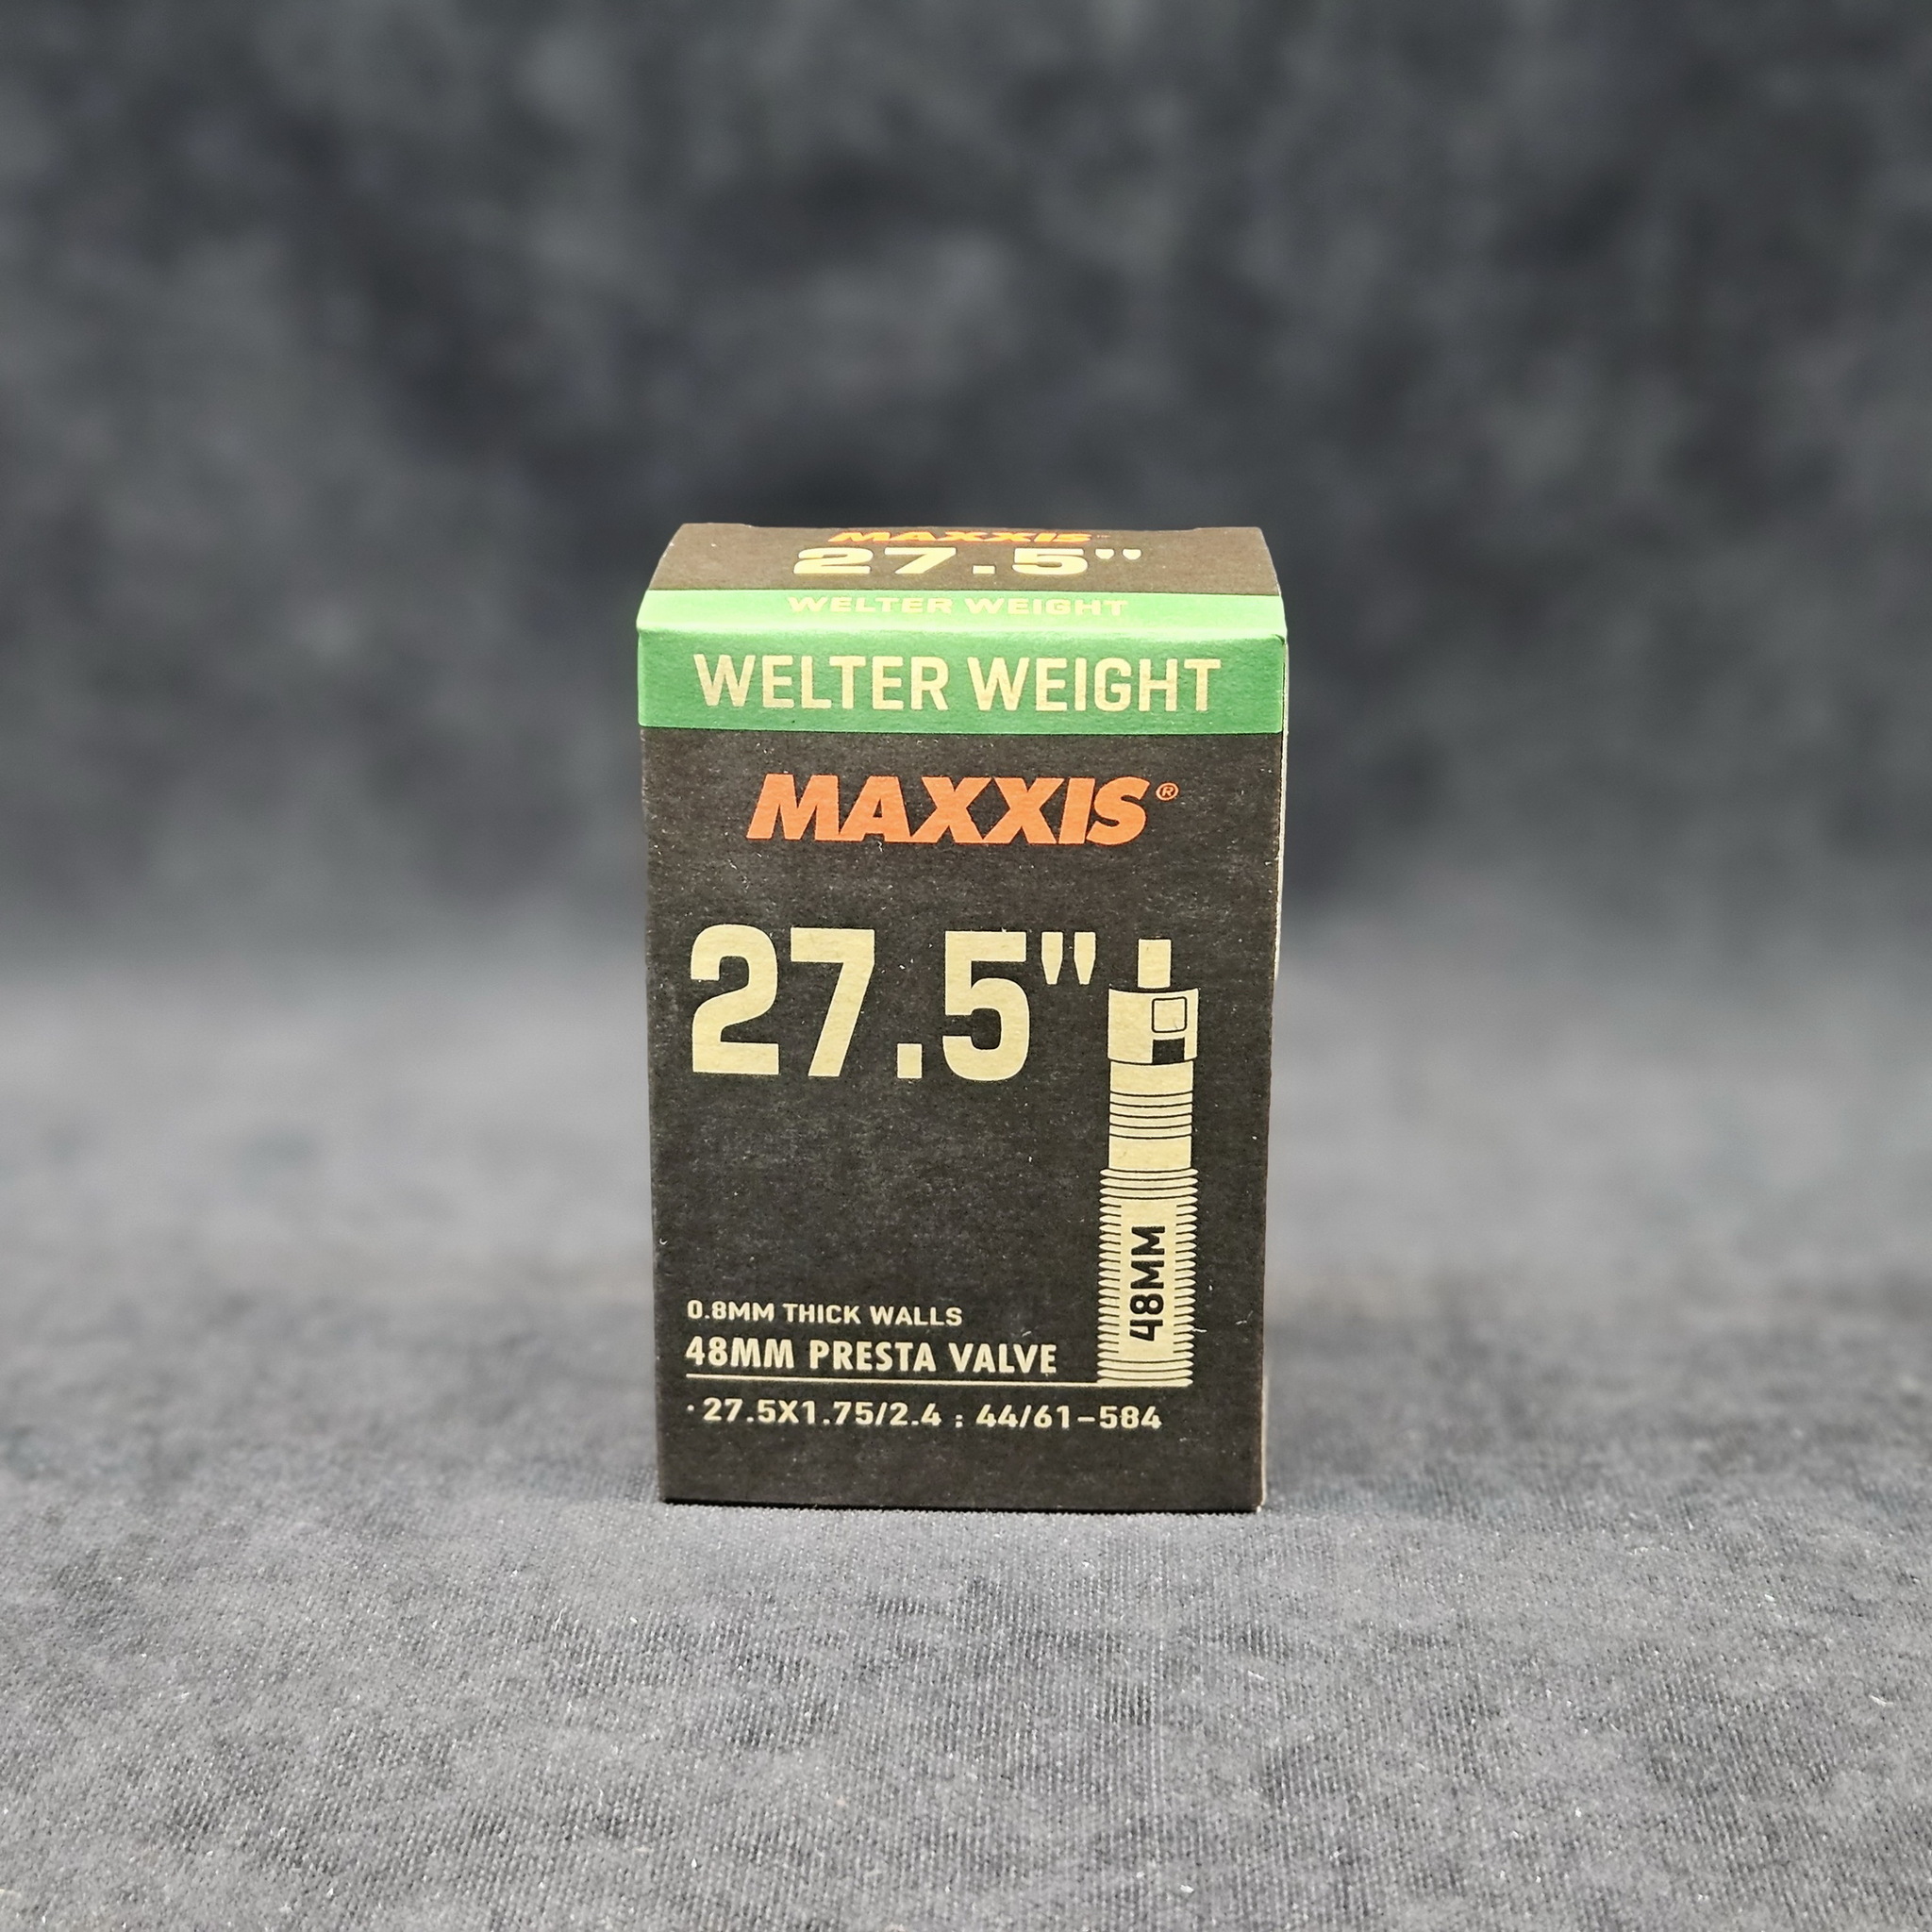 MAXXIS
27.5"
WELTER WEIGHT
WELTER WEIGHT
MAXXIS®
27.5"
48MM
0.8MM THICK WALLS
48MM PRESTA VALVE
· 27.5X1.75/2.4 : 44/61-584